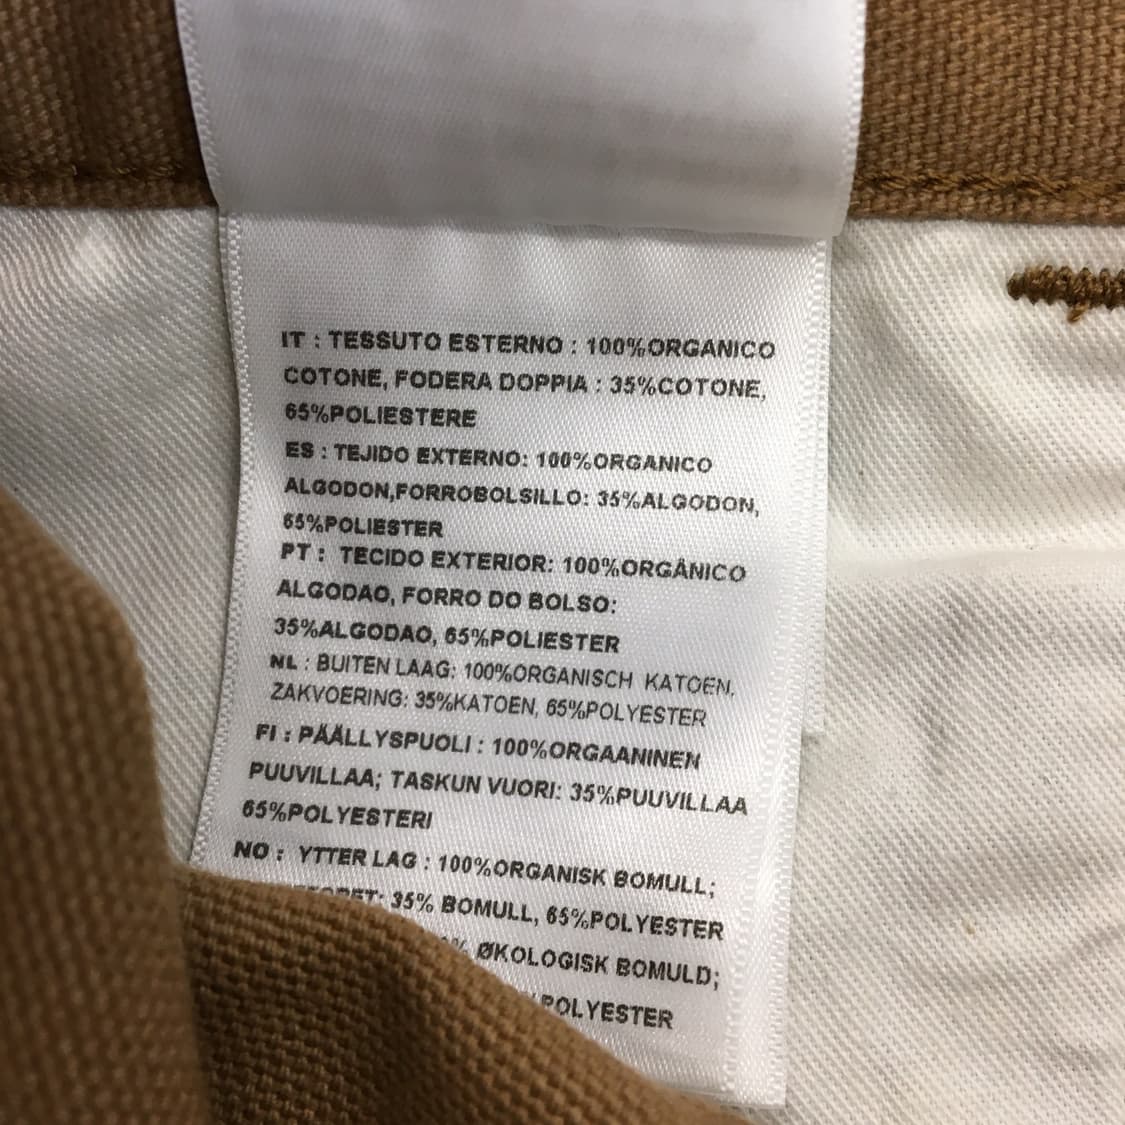 IT : TESSUTO ESTERNO : 100%ORGANICO
COTONE, FODERA DOPPIA : 35%COTONE,
65%POLIESTERE
ES : TEJIDO EXTERNO: 100%ORGANICO
ALGODON,FORROBOLSILLO: 35%ALGODON,
65%POLIESTER
PT : TECIDO EXTERIOR: 100%ORGÂNICO
ALGODAO, FORRO DO BOLSO:
35%ALGODAO, 65%POLIESTER
NL : BUITEN LAAG: 100%ORGANISCH KATOEN.
ZAKVOERING: 35%KATOEN, 65%POLYESTER
FI : PÄÄLLYSPUOLI : 100%ORGAANINEN
PUUVILLAA; TASKUN VUORI: 35%PUUVILLAA
65%POLYESTERI
NO : YTTER LAG : 100%ORGANISK BOMULL;
35% BOMULL, 65%POLYESTER
ØKOLOGISK BOMULD;
POLYESTER